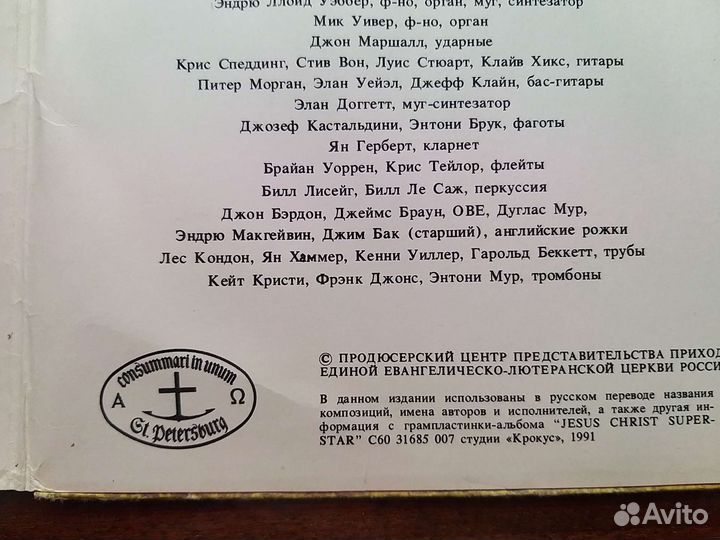 Эндрю Ллойд Уэббер, ф-но, орган, муг, синтезатор
Мик Уивер, ф-но, орган
Джон Маршалл, ударные
Крис Спеддинг, Стив Вон, Луис Стюарт, Клайв Хикс, гитары
Питер Морган, Элан Уейэл, Джефф Клайн, бас-гитары
Элан Доггетт, муг-синтезатор
Джозеф Кастальдини, Энтони Брук, фаготы
Ян Герберт, кларнет
Брайан Уоррен, Крис Тейлор, флейты
Билл Лисейг, Билл Ле Саж, перкуссия
Джон Бэрдон, Джеймс Браун, ОВЕ, Дуглас Мур,
Эндрю Макгейвин, Джим Бак (старший), английские рожки
Лес Кондон, Ян Хаммер, Кенни Уиллер, Гарольд Беккетт, трубы
Кейт Кристи, Фрэнк Джонс, Энтони Мур, тромбоны
consummari in unum
Α Ω
St. Petersburg
© ПРОДЮСЕРСКИЙ ЦЕНТР ПРЕДСТАВИТЕЛЬСТВА ПРИХОД
ЕДИНОЙ ЕВАНГЕЛИЧЕСКО-ЛЮТЕРАНСКОЙ ЦЕРКВИ РОССИ
В данном издании использованы в русском переводе названия
композиций, имена авторов и исполнителей, а также другая ин-
формация с грампластинки-альбома "JESUS CHRIST SUPER-
STAR" С60 31685 007 студии «Крокус», 1991
Avito